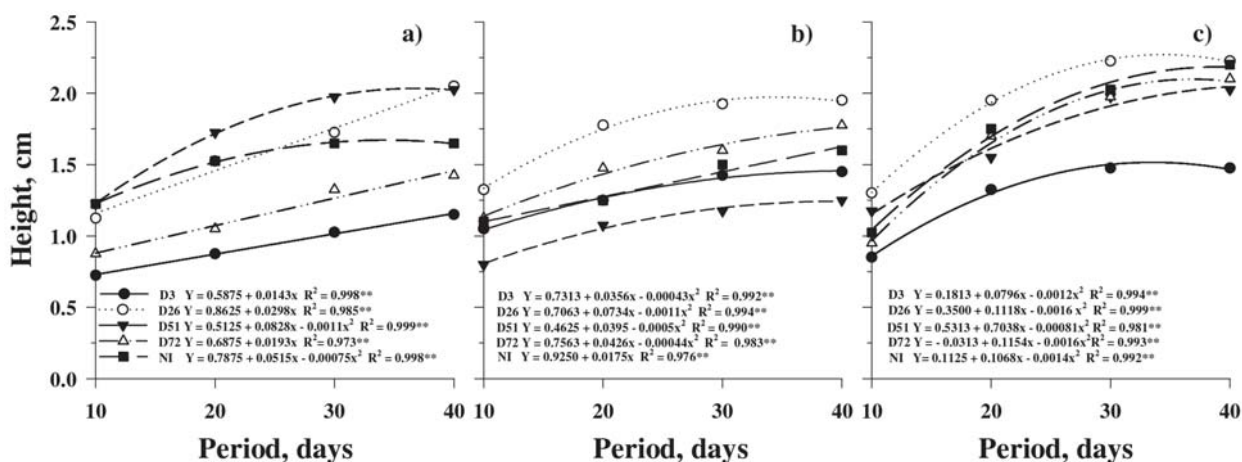 2.5
2.0
1.5
1.0
0.5
0.0
Height, cm
a)
D3 Y = 0.5875 + 0.0143x R² = 0.998**
D26 Y = 0.8625 + 0.0298x R² = 0.985**
D51 Y = 0.5125 + 0.0828x - 0.0011x² R² = 0.999**
D72 Y = 0.6875 + 0.0193x R² = 0.973**
NI Y = 0.7875 + 0.0515x - 0.00075x² R² = 0.998**
10 20 30 40
Period, days
b)
D3 Y = 0.7313 + 0.0356x - 0.00043x² R² = 0.992**
D26 Y = 0.7063 + 0.0734x - 0.0011x² R² = 0.994**
D51 Y = 0.4625 + 0.0395x - 0.0005x² R² = 0.990**
D72 Y = 0.7563 + 0.0426x - 0.00044x² R² = 0.983**
NI Y = 0.9250 + 0.0175x R² = 0.976**
10 20 30 40
Period, days
c)
D3 Y = 0.1813 + 0.0796x - 0.0012x² R² = 0.994**
D26 Y = 0.3500 + 0.1118x - 0.0016 x² R² = 0.999**
D51 Y = 0.5313 + 0.7038x - 0.00081x² R² = 0.981**
D72 Y = - 0.0313 + 0.1154x - 0.0016x² R² = 0.993**
NI Y = 0.1125 + 0.1068x - 0.0014x² R² = 0.992**
10 20 30 40
Period, days